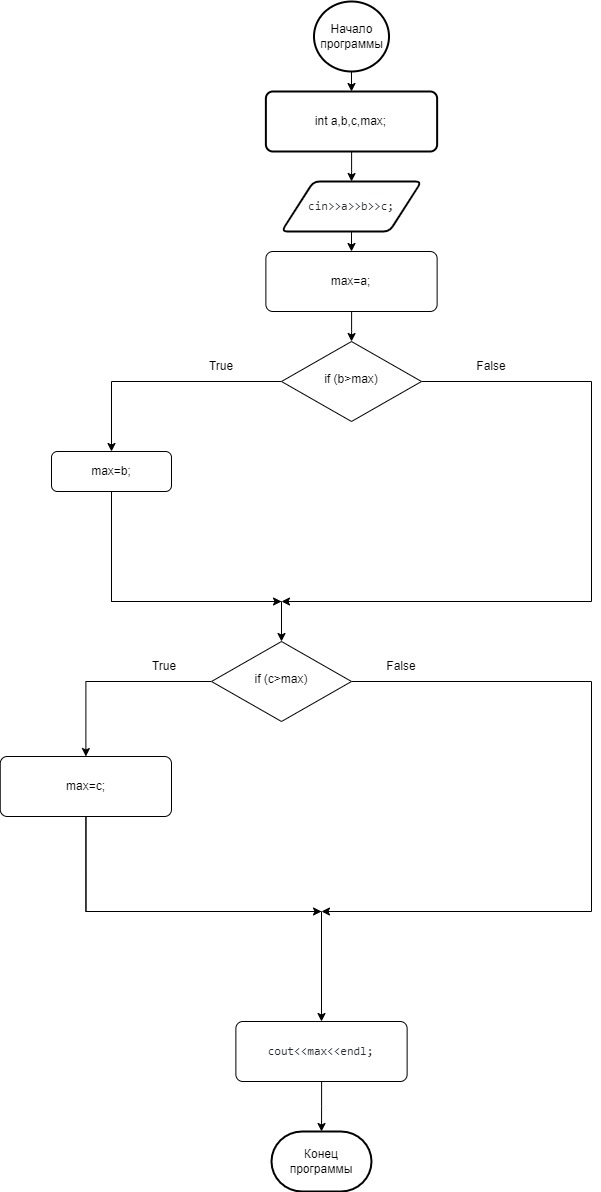 Начало
программы
int a,b,c,max;
cin>>a>>b>>c;
max=a;
if (b>max)
True
False
max=b;
if (c>max)
True
False
max=c;
cout<<max<<endl;
Конец
программы